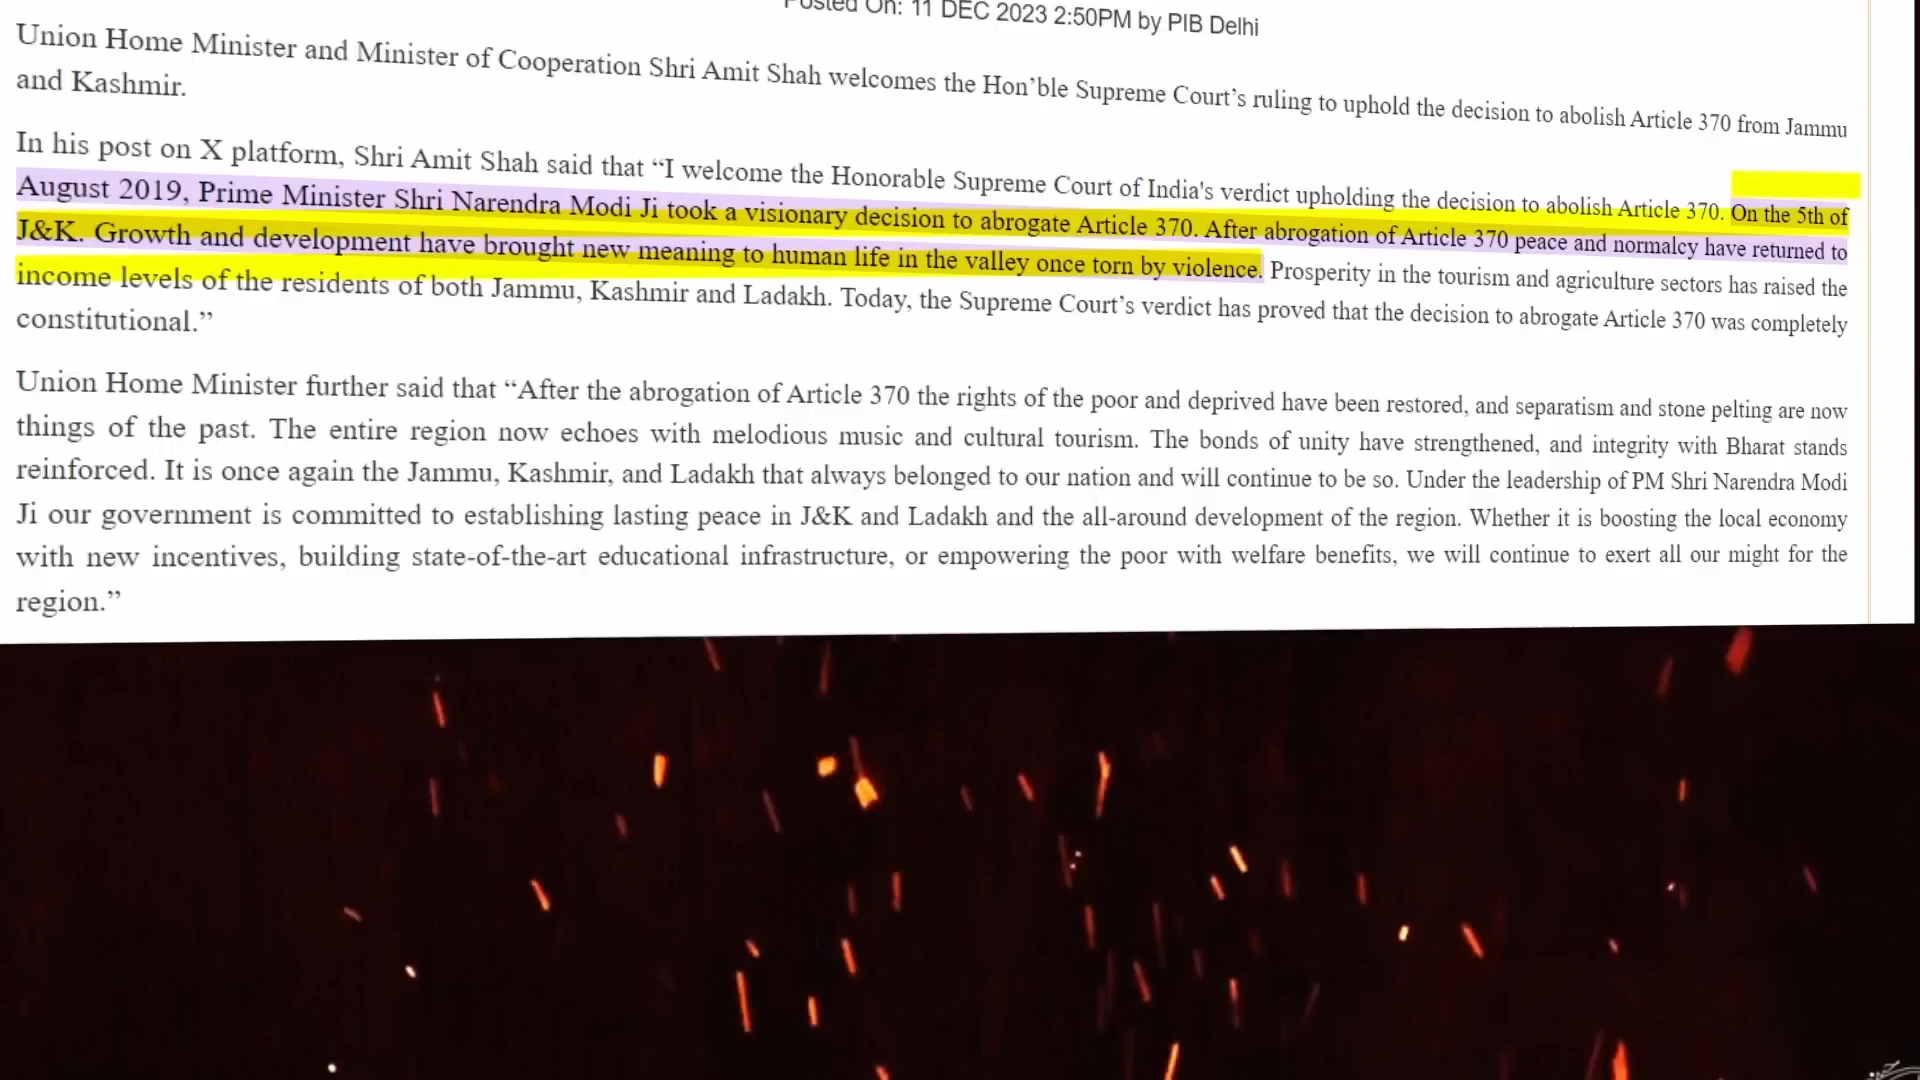 Posted On: 11 DEC 2023 2:50PM by PIB Delhi
Union Home Minister and Minister of Cooperation Shri Amit Shah welcomes the Hon’ble Supreme Court’s ruling to uphold the decision to abolish Article 370 from Jammu
and Kashmir.
In his post on X platform, Shri Amit Shah said that “I welcome the Honorable Supreme Court of India's verdict upholding the decision to abolish Article 370. On the 5th of
August 2019, Prime Minister Shri Narendra Modi Ji took a visionary decision to abrogate Article 370. After abrogation of Article 370 peace and normalcy have returned to
J&K. Growth and development have brought new meaning to human life in the valley once torn by violence. Prosperity in the tourism and agriculture sectors has raised the
income levels of the residents of both Jammu, Kashmir and Ladakh. Today, the Supreme Court’s verdict has proved that the decision to abrogate Article 370 was completely
constitutional.”
Union Home Minister further said that “After the abrogation of Article 370 the rights of the poor and deprived have been restored, and separatism and stone pelting are now
things of the past. The entire region now echoes with melodious music and cultural tourism. The bonds of unity have strengthened, and integrity with Bharat stands
reinforced. It is once again the Jammu, Kashmir, and Ladakh that always belonged to our nation and will continue to be so. Under the leadership of PM Shri Narendra Modi
Ji our government is committed to establishing lasting peace in J&K and Ladakh and the all-around development of the region. Whether it is boosting the local economy
with new incentives, building state-of-the-art educational infrastructure, or empowering the poor with welfare benefits, we will continue to exert all our might for the
region.”